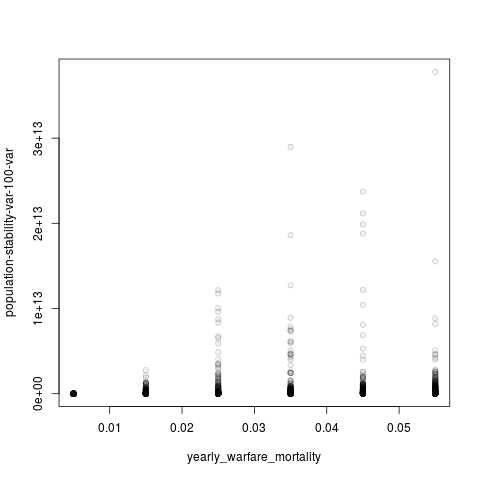 population-stability-var-100-var
3e+13
2e+13
1e+13
0e+00
0.01 0.02 0.03 0.04 0.05
yearly_warfare_mortality